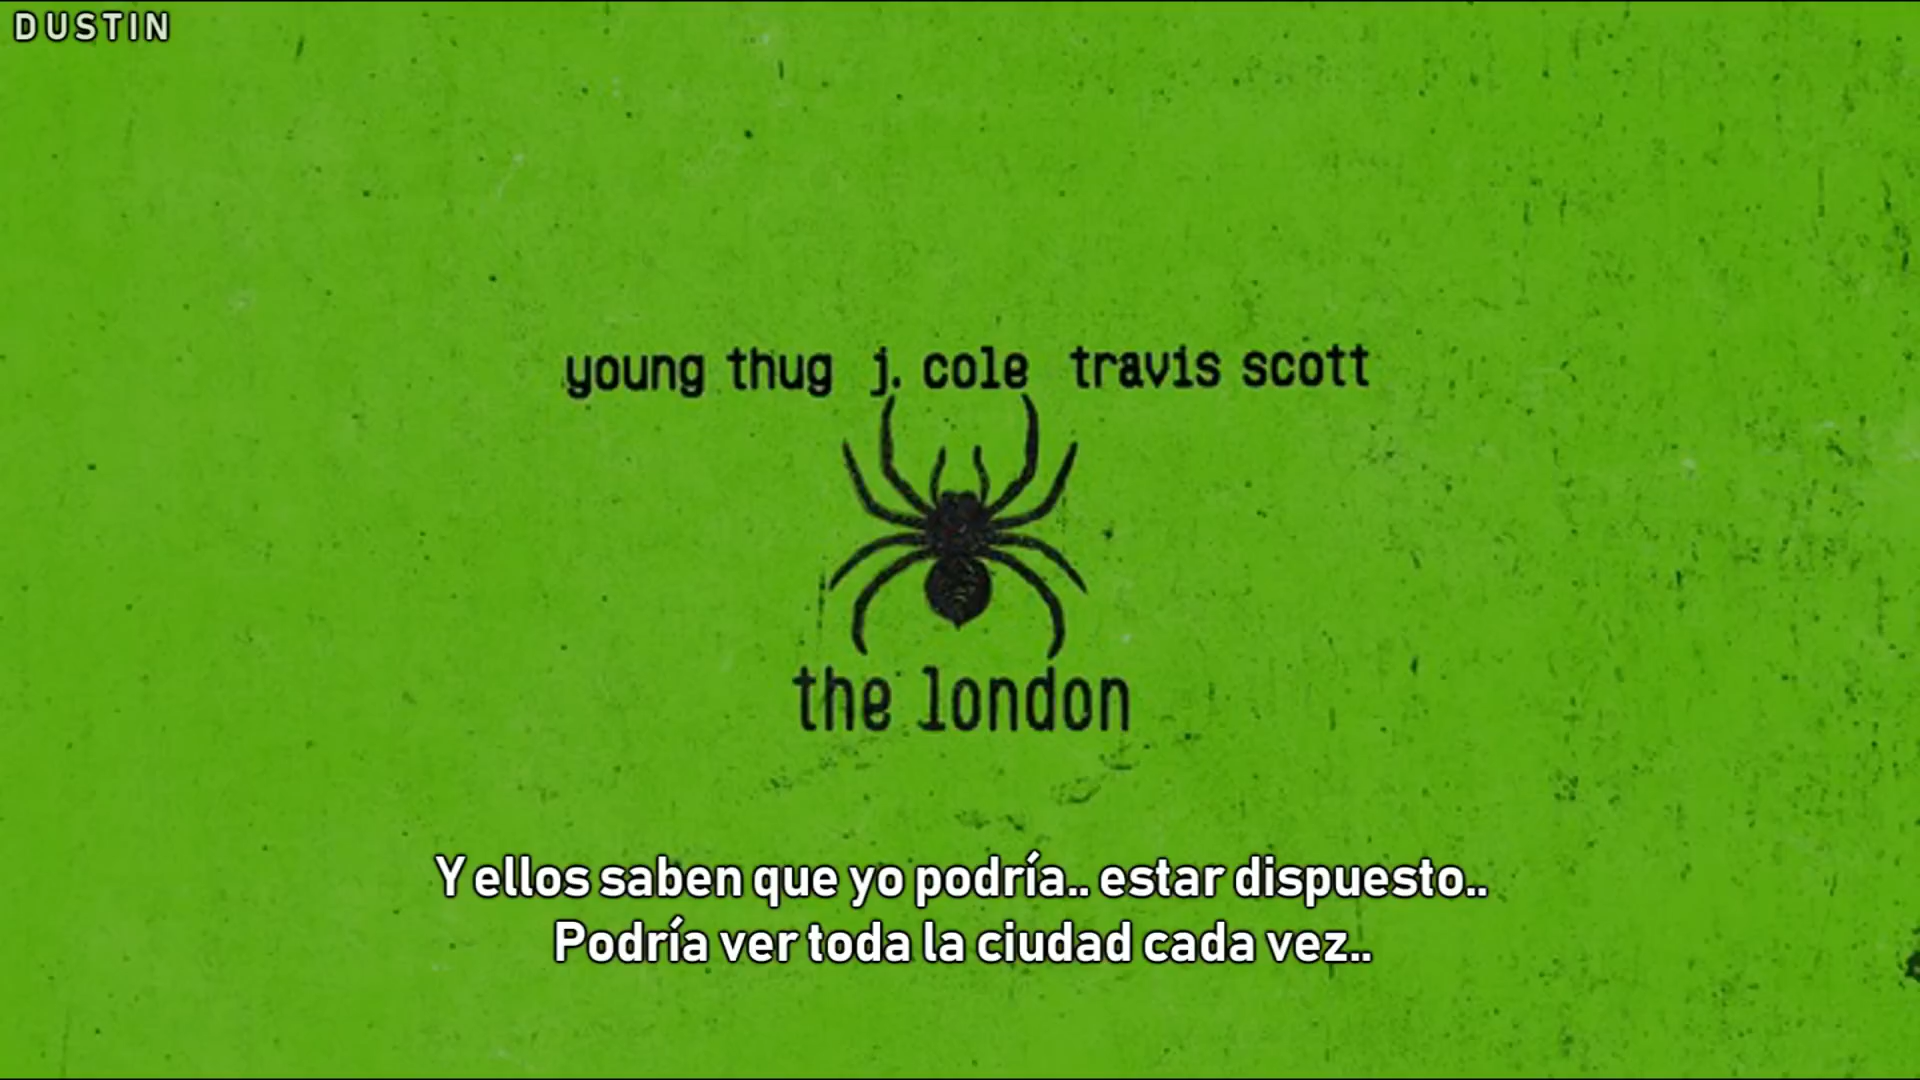 DUSTIN
young thug j. cole travis scott
the london
Y ellos saben que yo podría.. estar dispuesto..
Podría ver toda la ciudad cada vez..